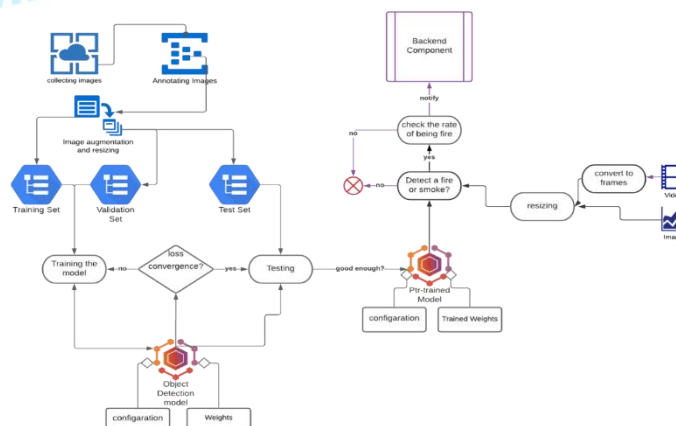 collecting images
Annotating Images
Image augmentation
and resizing
Training Set
Validation
Set
Test Set
Training the
model
no
loss
convergence?
yes
Testing
good enough?
Object
Detection
model
configaration
Weights
Backend
Component
notify
check the rate
of being fire
no
yes
no
Detect a fire
or smoke?
resizing
convert to
frames
Ptr-trained
Model
configaration
Trained Weights